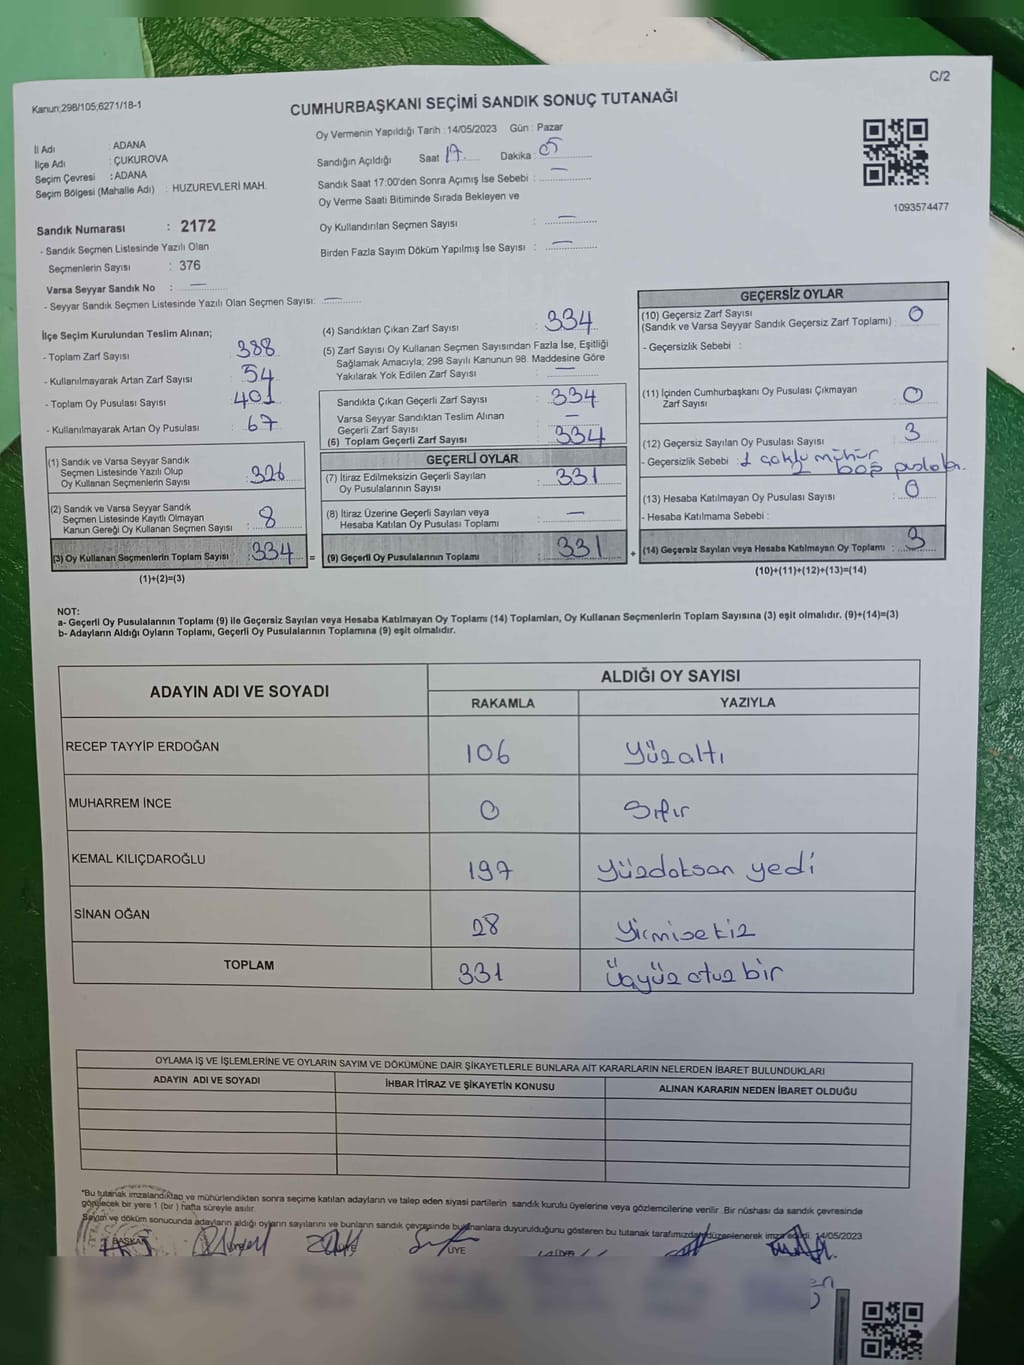 C/2
Kanun;298/105;6271/18-1
CUMHURBAŞKANI SEÇİMİ SANDIK SONUÇ TUTANAĞI
İl Adı : ADANA
İlçe Adı : ÇUKUROVA
Seçim Çevresi : ADANA
Seçim Bölgesi (Mahalle Adı) : HUZUREVLERİ MAH.
Oy Vermenin Yapıldığı Tarih : 14/05/2023 Gün : Pazar
Sandığın Açıldığı Saat 17 Dakika : 05
Sandık Saat 17:00'den Sonra Açımış İse Sebebi : —
Oy Verme Saati Bitiminde Sırada Bekleyen ve
Oy Kullandırılan Seçmen Sayısı : —
Birden Fazla Sayım Döküm Yapılmış İse Sayısı : —
1093574477
Sandık Numarası : 2172
- Sandık Seçmen Listesinde Yazılı Olan
Seçmenlerin Sayısı : 376
Varsa Seyyar Sandık No : —
- Seyyar Sandık Seçmen Listesinde Yazılı Olan Seçmen Sayısı: —
İlçe Seçim Kurulundan Teslim Alınan;
- Toplam Zarf Sayısı : 388
- Kullanılmayarak Artan Zarf Sayısı : 54
- Toplam Oy Pusulası Sayısı : 401
- Kullanılmayarak Artan Oy Pusulası : 67
(1) Sandık ve Varsa Seyyar Sandık
Seçmen Listesinde Yazılı Olup
Oy Kullanan Seçmenlerin Sayısı : 326
(2) Sandık ve Varsa Seyyar Sandık
Seçmen Listesinde Kayıtlı Olmayan
Kanun Gereği Oy Kullanan Seçmen Sayısı : 8
(3) Oy Kullanan Seçmenlerin Toplam Sayısı : 334 =
(1)+(2)=(3)
(4) Sandıktan Çıkan Zarf Sayısı : 334
(5) Zarf Sayısı Oy Kullanan Seçmen Sayısından Fazla İse, Eşitliği
Sağlamak Amacıyla; 298 Sayılı Kanunun 98. Maddesine Göre
Yakılarak Yok Edilen Zarf Sayısı : —
Sandıkta Çıkan Geçerli Zarf Sayısı : 334
Varsa Seyyar Sandıktan Teslim Alınan
Geçerli Zarf Sayısı : —
(6) Toplam Geçerli Zarf Sayısı : 334
GEÇERLİ OYLAR
(7) İtiraz Edilmeksizin Geçerli Sayılan
Oy Pusulalarının Sayısı : 331
(8) İtiraz Üzerine Geçerli Sayılan veya
Hesaba Katılan Oy Pusulası Toplamı : —
(9) Geçerli Oy Pusulalarının Toplamı : 331 +
GEÇERSİZ OYLAR
(10) Geçersiz Zarf Sayısı
(Sandık ve Varsa Seyyar Sandık Geçersiz Zarf Toplamı) : 0
- Geçersizlik Sebebi :
(11) İçinden Cumhurbaşkanı Oy Pusulası Çıkmayan
Zarf Sayısı : 0
(12) Geçersiz Sayılan Oy Pusulası Sayısı : 3
- Geçersizlik Sebebi : 1 çoklu mühür
2 boş pusula.
(13) Hesaba Katılmayan Oy Pusulası Sayısı : 0
- Hesaba Katılmama Sebebi :
(14) Geçersiz Sayılan veya Hesaba Katılmayan Oy Toplamı : 3
(10)+(11)+(12)+(13)=(14)
NOT:
a- Geçerli Oy Pusulalarının Toplamı (9) ile Geçersiz Sayılan veya Hesaba Katılmayan Oy Toplamı (14) Toplamları, Oy Kullanan Seçmenlerin Toplam Sayısına (3) eşit olmalıdır. (9)+(14)=(3)
b- Adayların Aldığı Oyların Toplamı, Geçerli Oy Pusulalarının Toplamına (9) eşit olmalıdır.
ADAYIN ADI VE SOYADI ALDIĞI OY SAYISI
RAKAMLA YAZIYLA
RECEP TAYYİP ERDOĞAN 106 Yüzaltı
MUHARREM İNCE 0 Sıfır
KEMAL KILIÇDAROĞLU 197 Yüzdoksan yedi
SİNAN OĞAN 28 Yirmisekiz
TOPLAM 331 Üçyüz otuz bir
OYLAMA İŞ VE İŞLEMLERİNE VE OYLARIN SAYIM VE DÖKÜMÜNE DAİR ŞİKAYETLERLE BUNLARA AİT KARARLARIN NELERDEN İBARET BULUNDUKLARI
ADAYIN ADI VE SOYADI İHBAR İTİRAZ VE ŞİKAYETİN KONUSU ALINAN KARARIN NEDEN İBARET OLDUĞU
*Bu tutanak imzalandıktan ve mühürlendikten sonra seçime katılan adayların ve talep eden siyasi partilerin sandık kurulu üyelerine veya gözlemcilerine verilir. Bir nüshası da sandık çevresinde
görülecek bir yere 1 (bir) hafta süreyle asılır.
Sayım ve döküm sonucunda adayların aldığı oyların sayılarını ve bunların sandık çevresinde bulunanlara duyurulduğunu gösteren bu tutanak tarafımızdan düzenlenerek imza edildi. 14/05/2023
BAŞKAN ÜYE